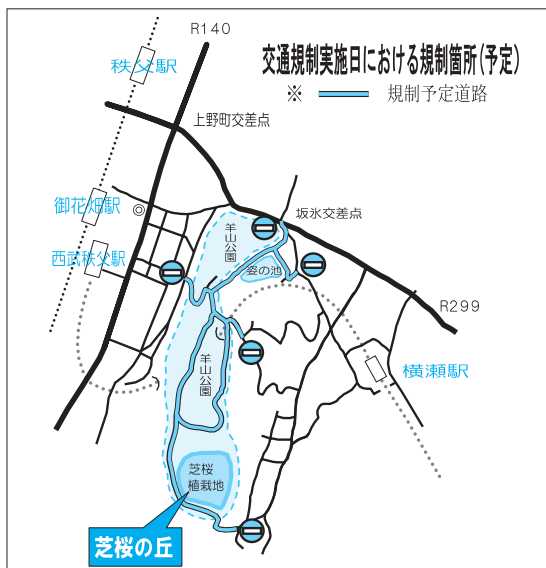 R140
交通規制実施日における規制箇所(予定)
※ 規制予定道路
秩父駅
上野町交差点
御花畑駅
坂氷交差点
羊山公園
西武秩父駅
姿の池
R299
羊山公園
横瀬駅
芝桜
植栽地
芝桜の丘